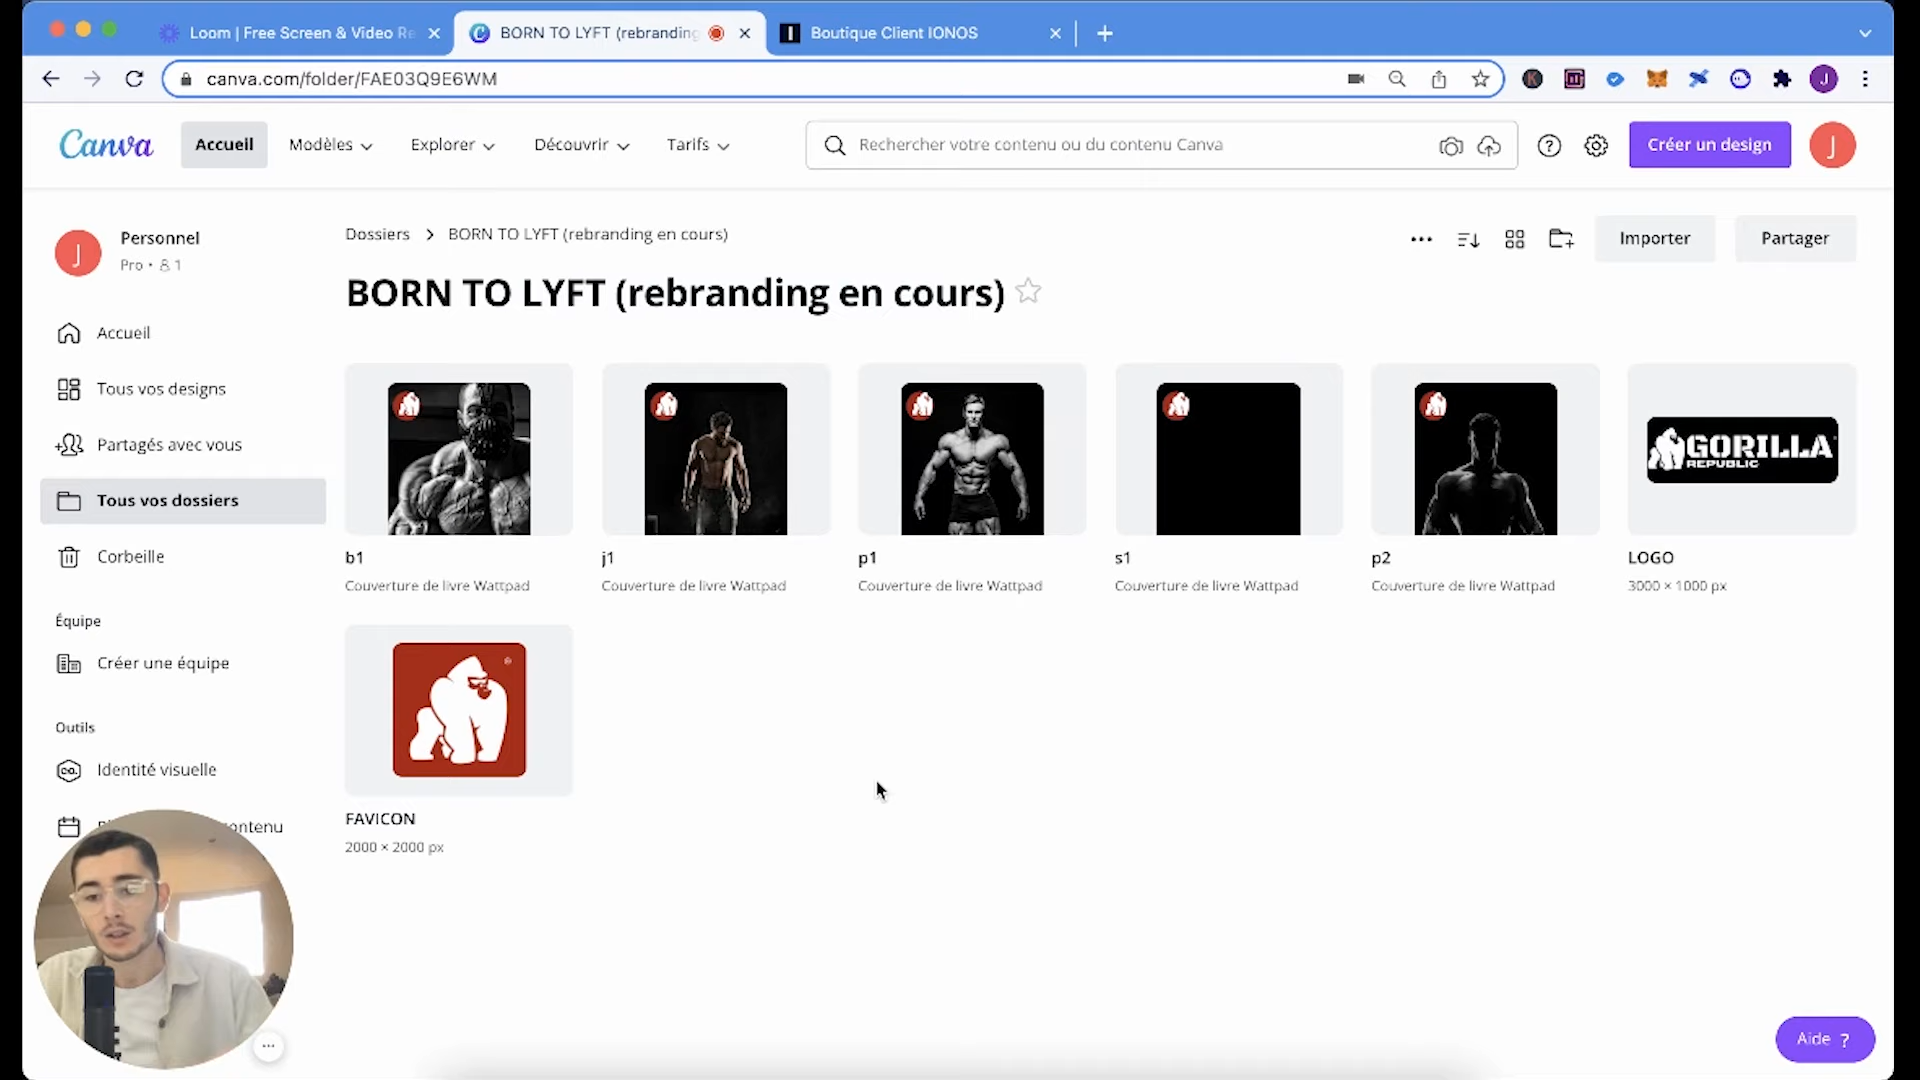 Loom | Free Screen & Video Re
BORN TO LYFT (rebranding
Boutique Client IONOS
canva.com/folder/FAE03Q9E6WM
Canva
Accueil
Modèles
Explorer
Découvrir
Tarifs
Rechercher votre contenu ou du contenu Canva
Créer un design
J
J
Personnel
Pro • 1
Dossiers > BORN TO LYFT (rebranding en cours)
Importer
Partager
BORN TO LYFT (rebranding en cours)
Accueil
Tous vos designs
Partagés avec vous
Tous vos dossiers
Corbeille
Équipe
Créer une équipe
Outils
Identité visuelle
ontenu
GORILLA
REPUBLIC
b1
Couverture de livre Wattpad
j1
Couverture de livre Wattpad
p1
Couverture de livre Wattpad
s1
Couverture de livre Wattpad
p2
Couverture de livre Wattpad
LOGO
3000 × 1000 px
FAVICON
2000 × 2000 px
Aide ?